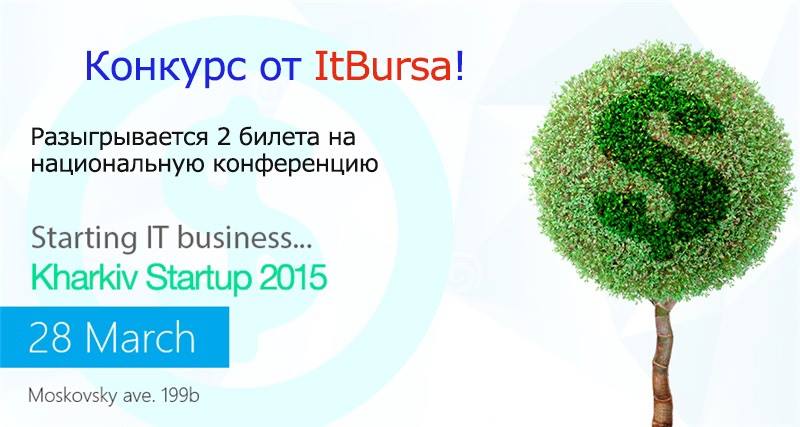 Конкурс от ItBursa!
Разыгрывается 2 билета на
национальную конференцию
Starting IT business...
Kharkiv Startup 2015
28 March
Moskovsky ave. 199b